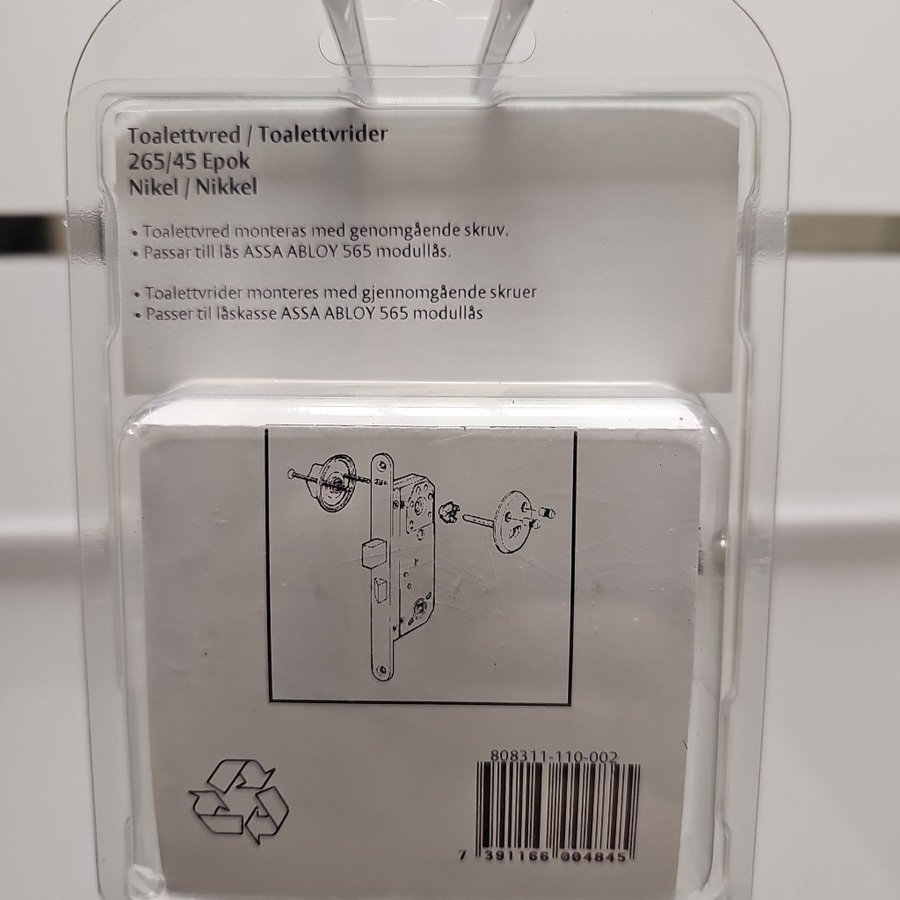 Toalettvred / Toalettvrider
265/45 Epok
Nikel / Nikkel
• Toalettvred monteras med genomgående skruv.
• Passar till lås ASSA ABLOY 565 modullås.
• Toalettvrider monteres med gjennomgående skruer
• Passer til låskasse ASSA ABLOY 565 modullås
808311-110-002
7 391166 004845